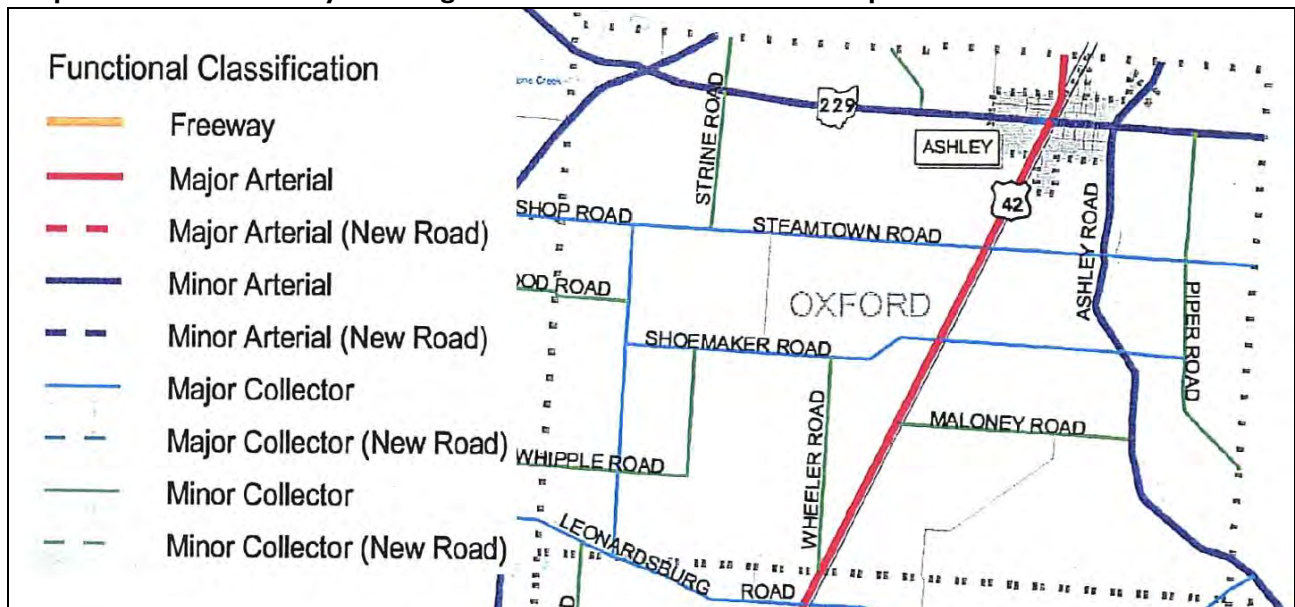 Functional Classification
Freeway
Major Arterial
Major Arterial (New Road)
Minor Arterial
Minor Arterial (New Road)
Major Collector
Major Collector (New Road)
Minor Collector
Minor Collector (New Road)
STRINE ROAD
229
ASHLEY
42
SHOP ROAD
STEAMTOWN ROAD
ASHLEY ROAD
PIPER ROAD
OOD ROAD
OXFORD
SHOEMAKER ROAD
WHEELER ROAD
MALONEY ROAD
WHIPPLE ROAD
LEONARDSBURG ROAD